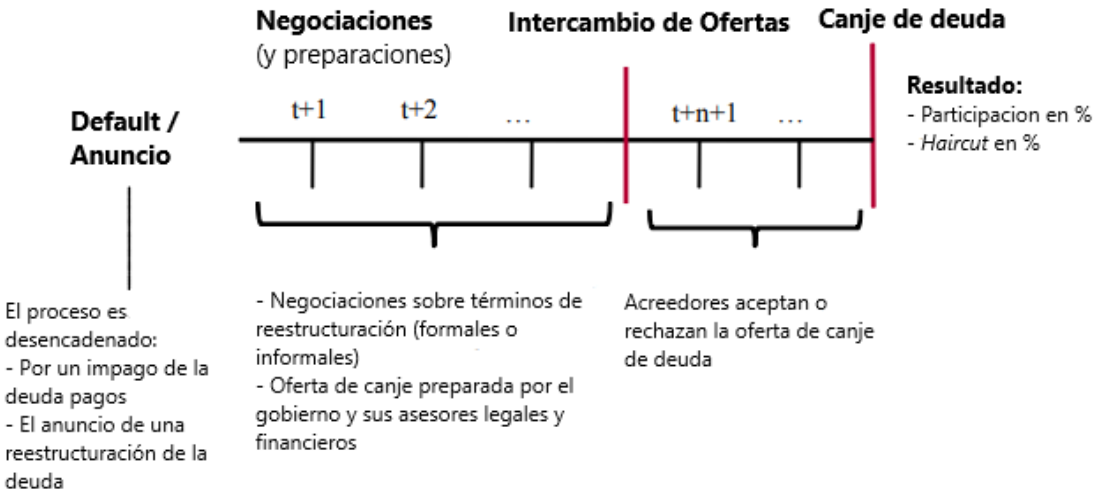 Negociaciones
(y preparaciones)
Intercambio de Ofertas
Canje de deuda
Default /
Anuncio
t+1
t+2
...
t+n+1
...
Resultado:
- Participacion en %
- Haircut en %
El proceso es
desencadenado:
- Por un impago de la
deuda pagos
- El anuncio de una
reestructuración de la
deuda
- Negociaciones sobre términos de
reestructuración (formales o
informales)
- Oferta de canje preparada por el
gobierno y sus asesores legales y
financieros
Acreedores aceptan o
rechazan la oferta de canje
de deuda